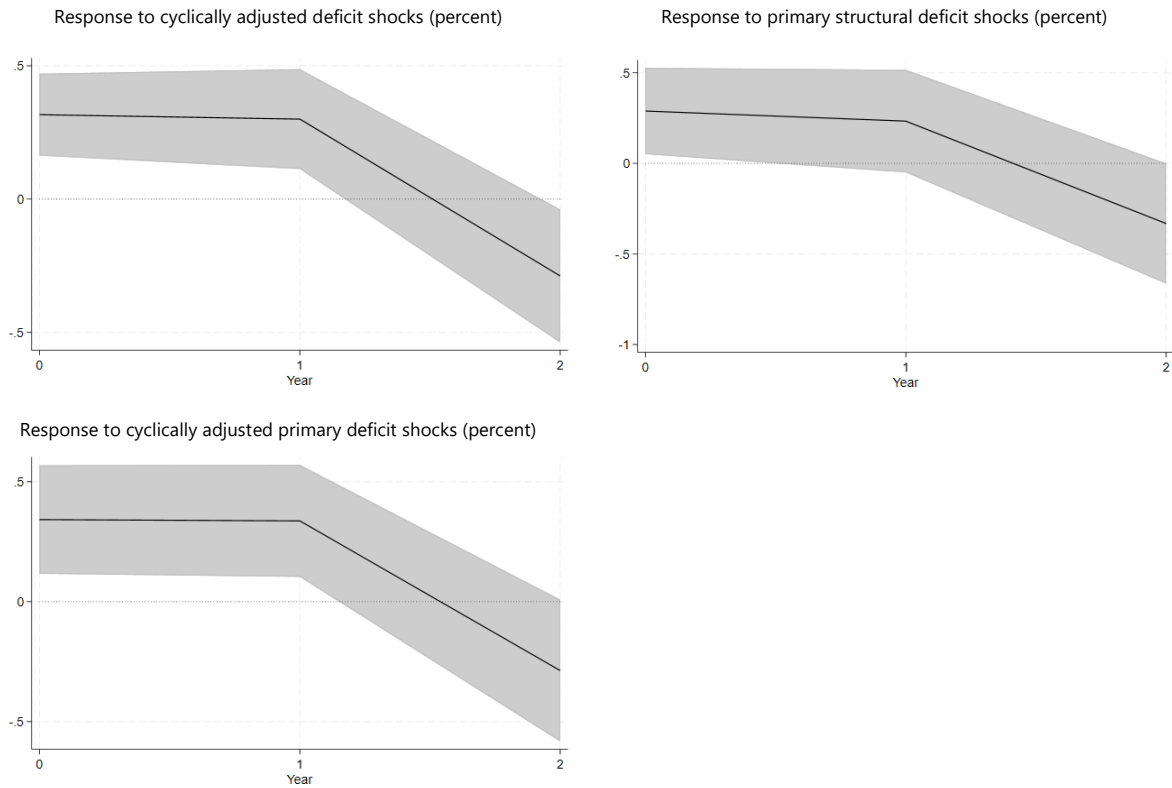 Response to cyclically adjusted deficit shocks (percent)
.5
0
-.5
0 1 2
Year
Response to primary structural deficit shocks (percent)
.5
0
-.5
-1
0 1 2
Year
Response to cyclically adjusted primary deficit shocks (percent)
.5
0
-.5
0 1 2
Year